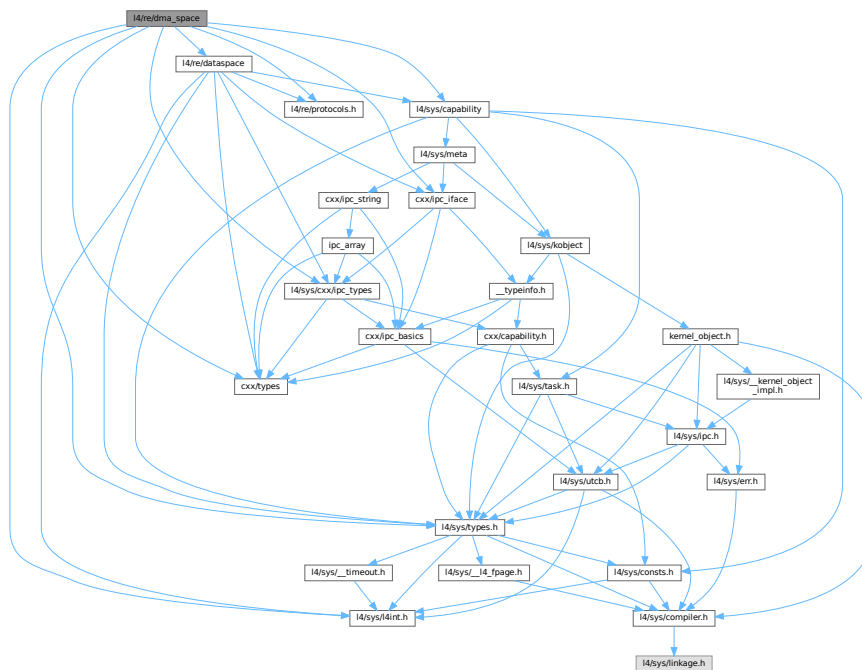 l4/re/dma_space
l4/re/dataspace
l4/re/protocols.h
l4/sys/capability
l4/sys/meta
cxx/ipc_string
cxx/ipc_iface
ipc_array
l4/sys/kobject
l4/sys/cxx/ipc_types
__typeinfo.h
cxx/ipc_basics
cxx/capability.h
kernel_object.h
cxx/types
l4/sys/task.h
l4/sys/__kernel_object
_impl.h
l4/sys/ipc.h
l4/sys/utcb.h
l4/sys/err.h
l4/sys/types.h
l4/sys/__timeout.h
l4/sys/__l4_fpage.h
l4/sys/consts.h
l4/sys/l4int.h
l4/sys/compiler.h
l4/sys/linkage.h